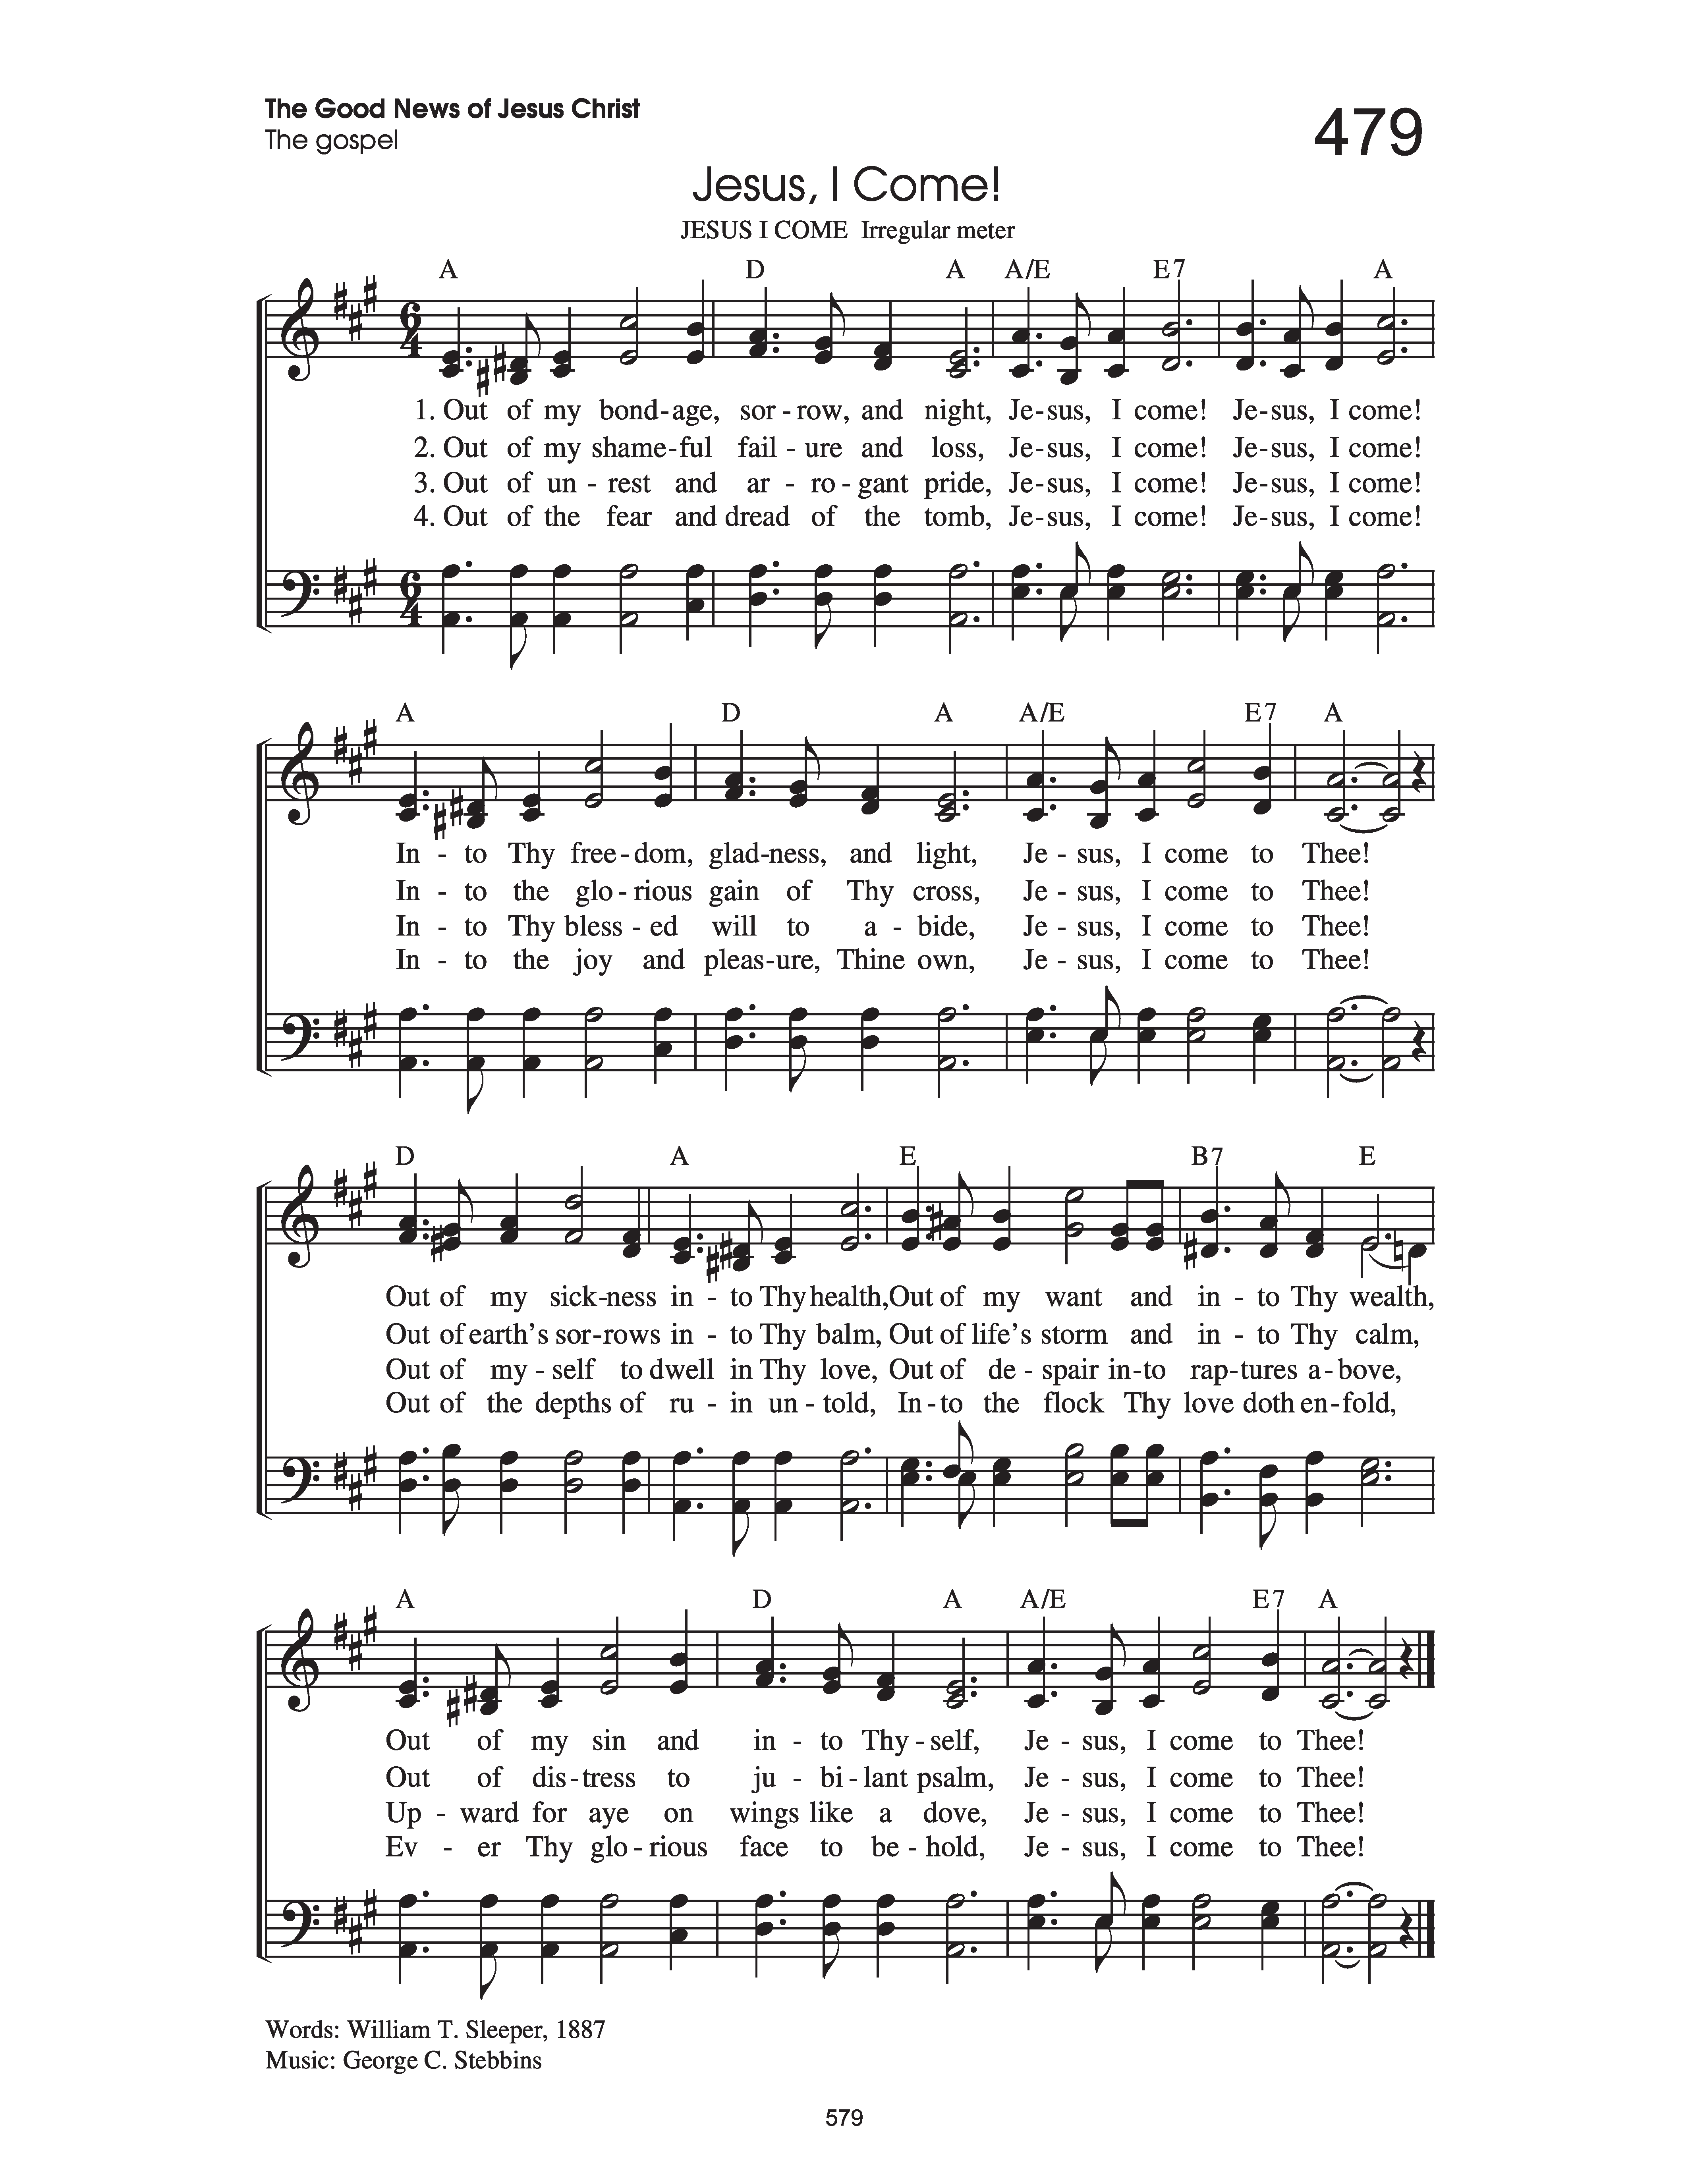 The Good News of Jesus Christ
The gospel
479
Jesus, I Come!
JESUS I COME Irregular meter
A D A A/E E7 A
6 4
1. Out of my bond-age, sor-row, and night, Je-sus, I come! Je-sus, I come!
2. Out of my shame-ful fail-ure and loss, Je-sus, I come! Je-sus, I come!
3. Out of un-rest and ar-ro-gant pride, Je-sus, I come! Je-sus, I come!
4. Out of the fear and dread of the tomb, Je-sus, I come! Je-sus, I come!
6 4
A D A A/E E7 A
In-to Thy free-dom, glad-ness, and light, Je-sus, I come to Thee!
In-to the glo-rious gain of Thy cross, Je-sus, I come to Thee!
In-to Thy bless-ed will to a-bide, Je-sus, I come to Thee!
In-to the joy and pleas-ure, Thine own, Je-sus, I come to Thee!
D A E B7 E
Out of my sick-ness in-to Thy health, Out of my want and in-to Thy wealth,
Out of earth's sor-rows in-to Thy balm, Out of life's storm and in-to Thy calm,
Out of my-self to dwell in Thy love, Out of de-spair in-to rap-tures a-bove,
Out of the depths of ru-in un-told, In-to the flock Thy love doth en-fold,
A D A A/E E7 A
Out of my sin and in-to Thy-self, Je-sus, I come to Thee!
Out of dis-tress to ju-bi-lant psalm, Je-sus, I come to Thee!
Up-ward for aye on wings like a dove, Je-sus, I come to Thee!
Ev-er Thy glo-rious face to be-hold, Je-sus, I come to Thee!
Words: William T. Sleeper, 1887
Music: George C. Stebbins
579